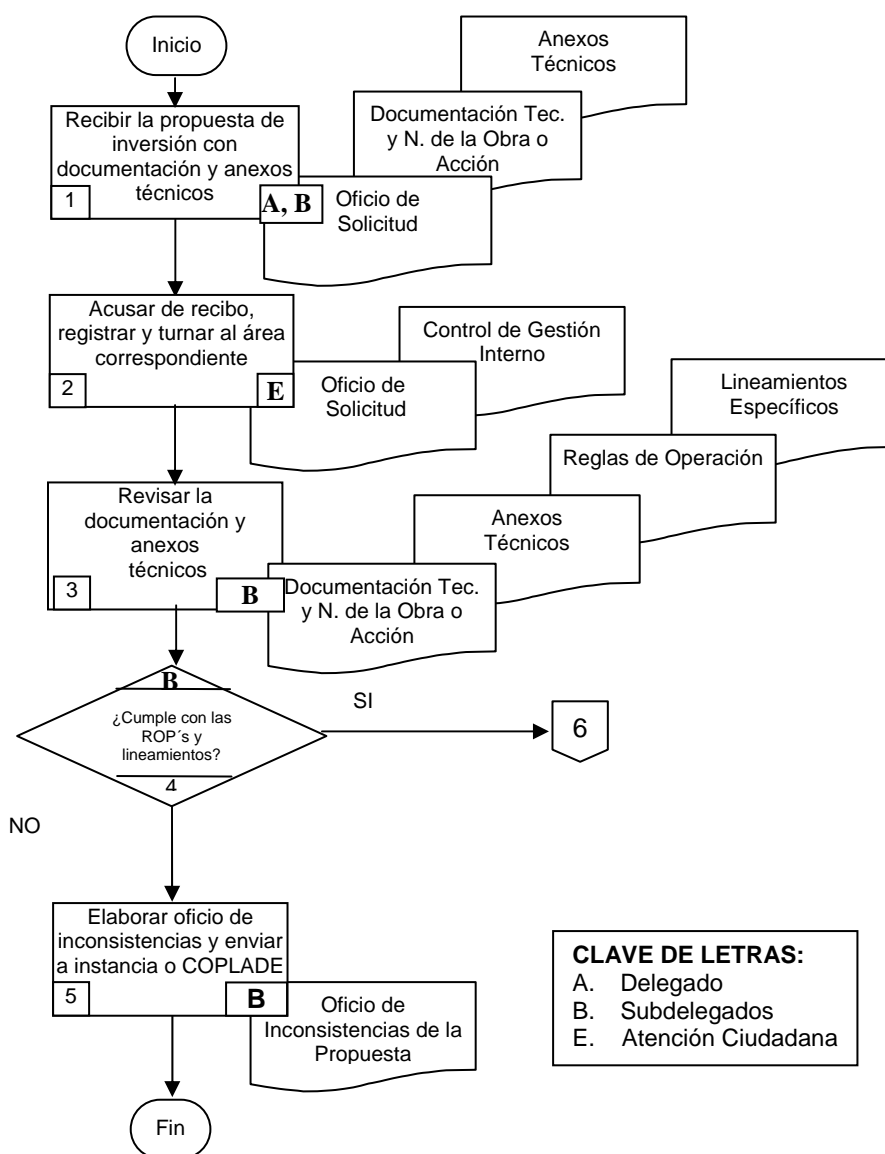 Inicio
Anexos
Técnicos
Recibir la propuesta de
inversión con
documentación y anexos
técnicos
1
A, B
Documentación Tec.
y N. de la Obra o
Acción
Oficio de
Solicitud
Acusar de recibo,
registrar y turnar al área
correspondiente
2
E
Control de Gestión
Interno
Oficio de
Solicitud
Lineamientos
Específicos
Reglas de Operación
Revisar la
documentación y
anexos
técnicos
3
B
Anexos
Técnicos
Documentación Tec.
y N. de la Obra o
Acción
B
¿Cumple con las
ROP´s y
lineamientos?
4
SI
6
NO
Elaborar oficio de
inconsistencias y enviar
a instancia o COPLADE
5
B
Oficio de
Inconsistencias de la
Propuesta
CLAVE DE LETRAS:
A. Delegado
B. Subdelegados
E. Atención Ciudadana
Fin